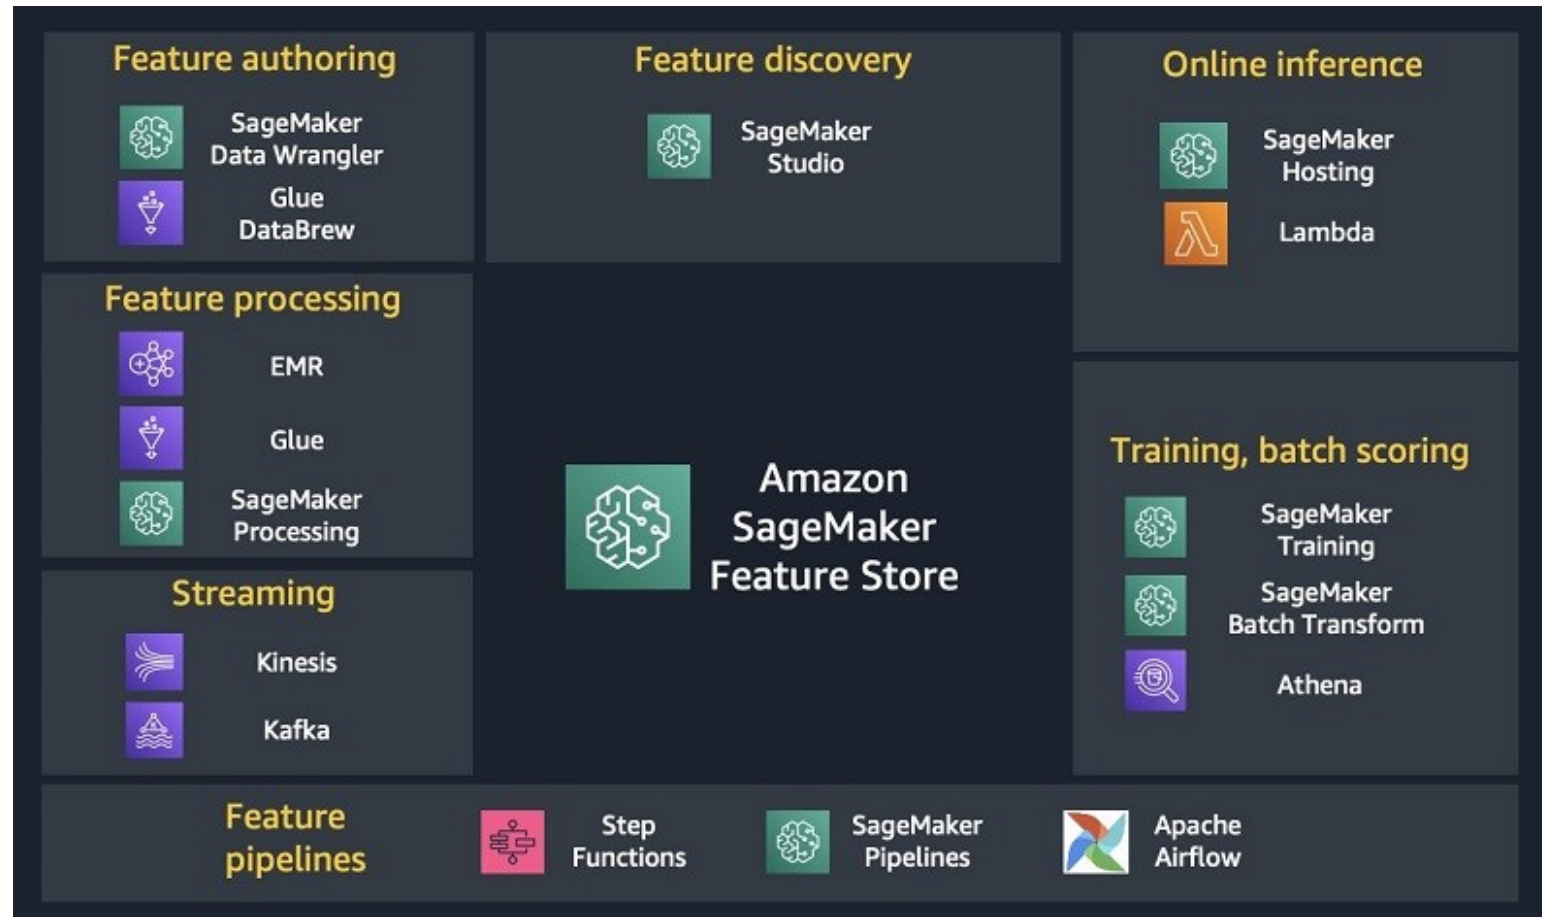 Feature authoring
SageMaker
Data Wrangler
Glue
DataBrew
Feature discovery
SageMaker
Studio
Online inference
SageMaker
Hosting
Lambda
Feature processing
EMR
Glue
SageMaker
Processing
Amazon
SageMaker
Feature Store
Training, batch scoring
SageMaker
Training
SageMaker
Batch Transform
Athena
Streaming
Kinesis
Kafka
Feature
pipelines
Step
Functions
SageMaker
Pipelines
Apache
Airflow